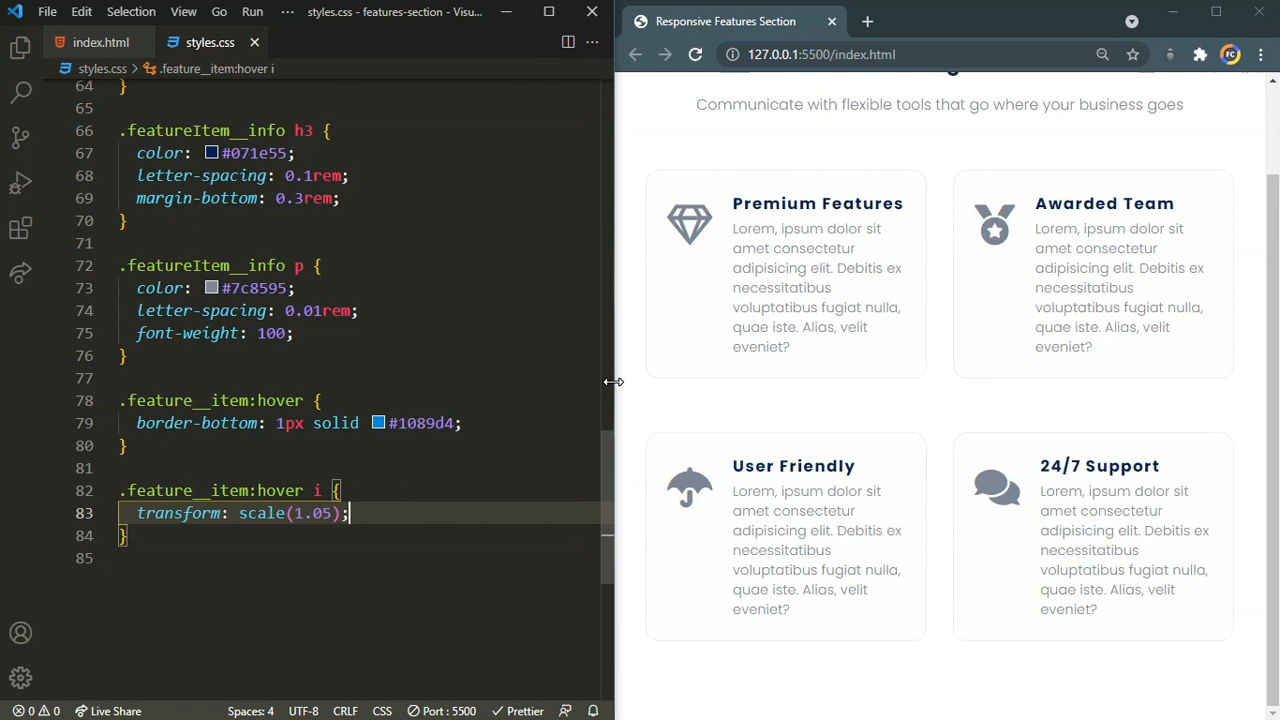 File Edit Selection View Go Run ··· styles.css - features-section - Visu...
index.html styles.css
styles.css > .feature__item:hover i
64 }
65
66 .featureItem__info h3 {
67 color: #071e55;
68 letter-spacing: 0.1rem;
69 margin-bottom: 0.3rem;
70 }
71
72 .featureItem__info p {
73 color: #7c8595;
74 letter-spacing: 0.01rem;
75 font-weight: 100;
76 }
77
78 .feature__item:hover {
79 border-bottom: 1px solid #1089d4;
80 }
81
82 .feature__item:hover i {
83 transform: scale(1.05);
84 }
85
0 0 Live Share Spaces: 4 UTF-8 CRLF CSS Port : 5500 Prettier
Responsive Features Section
127.0.0.1:5500/index.html
FC
Communicate with flexible tools that go where your business goes
Premium Features
Lorem, ipsum dolor sit
amet consectetur
adipisicing elit. Debitis ex
necessitatibus
voluptatibus fugiat nulla,
quae iste. Alias, velit
eveniet?
Awarded Team
Lorem, ipsum dolor sit
amet consectetur
adipisicing elit. Debitis ex
necessitatibus
voluptatibus fugiat nulla,
quae iste. Alias, velit
eveniet?
User Friendly
Lorem, ipsum dolor sit
amet consectetur
adipisicing elit. Debitis ex
necessitatibus
voluptatibus fugiat nulla,
quae iste. Alias, velit
eveniet?
24/7 Support
Lorem, ipsum dolor sit
amet consectetur
adipisicing elit. Debitis ex
necessitatibus
voluptatibus fugiat nulla,
quae iste. Alias, velit
eveniet?